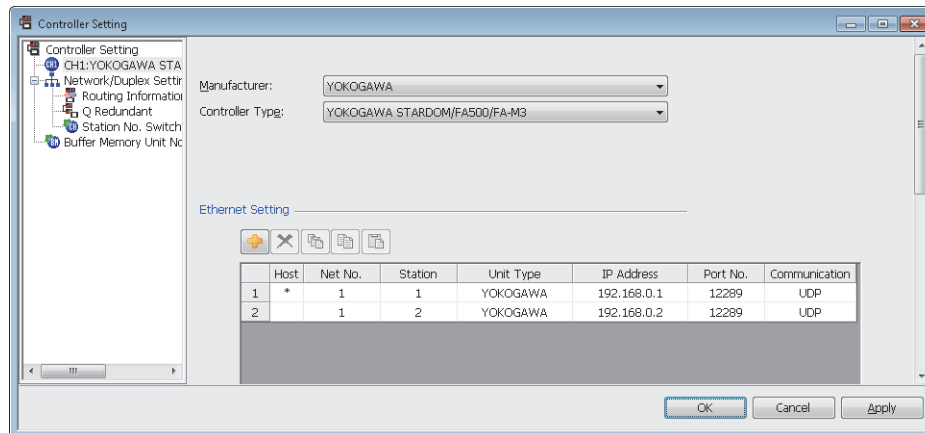 Controller Setting
Controller Setting
CH1:YOKOGAWA STA
Network/Duplex Settin
Routing Information
Q Redundant
Station No. Switch
Buffer Memory Unit No
Manufacturer: YOKOGAWA
Controller Type: YOKOGAWA STARDOM/FA500/FA-M3
Ethernet Setting
Host Net No. Station Unit Type IP Address Port No. Communication
1 * 1 1 YOKOGAWA 192.168.0.1 12289 UDP
2 1 2 YOKOGAWA 192.168.0.2 12289 UDP
OK Cancel Apply